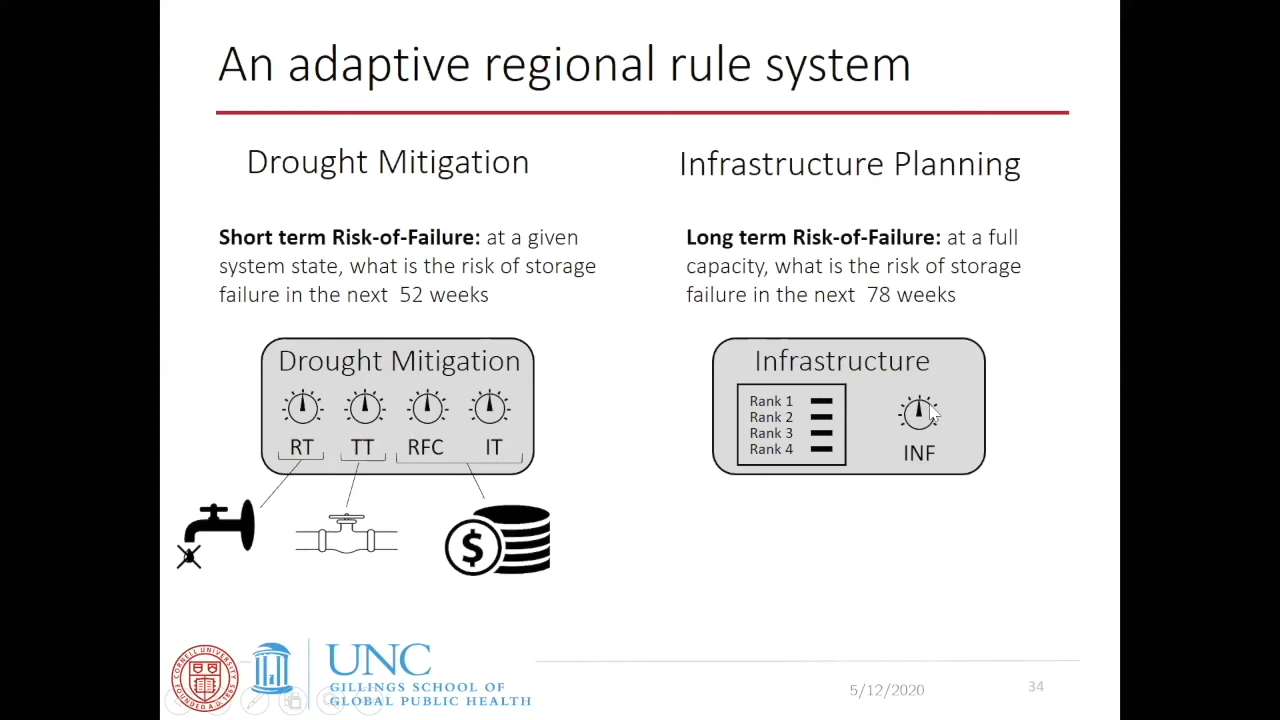 An adaptive regional rule system
Drought Mitigation
Short term Risk-of-Failure: at a given
system state, what is the risk of storage
failure in the next 52 weeks
Drought Mitigation
RT TT RFC IT
$
Infrastructure Planning
Long term Risk-of-Failure: at a full
capacity, what is the risk of storage
failure in the next 78 weeks
Infrastructure
Rank 1
Rank 2
Rank 3
Rank 4
INF
CORNELL UNIVERSITY
UNC
GILLINGS SCHOOL OF
GLOBAL PUBLIC HEALTH
5/12/2020
34